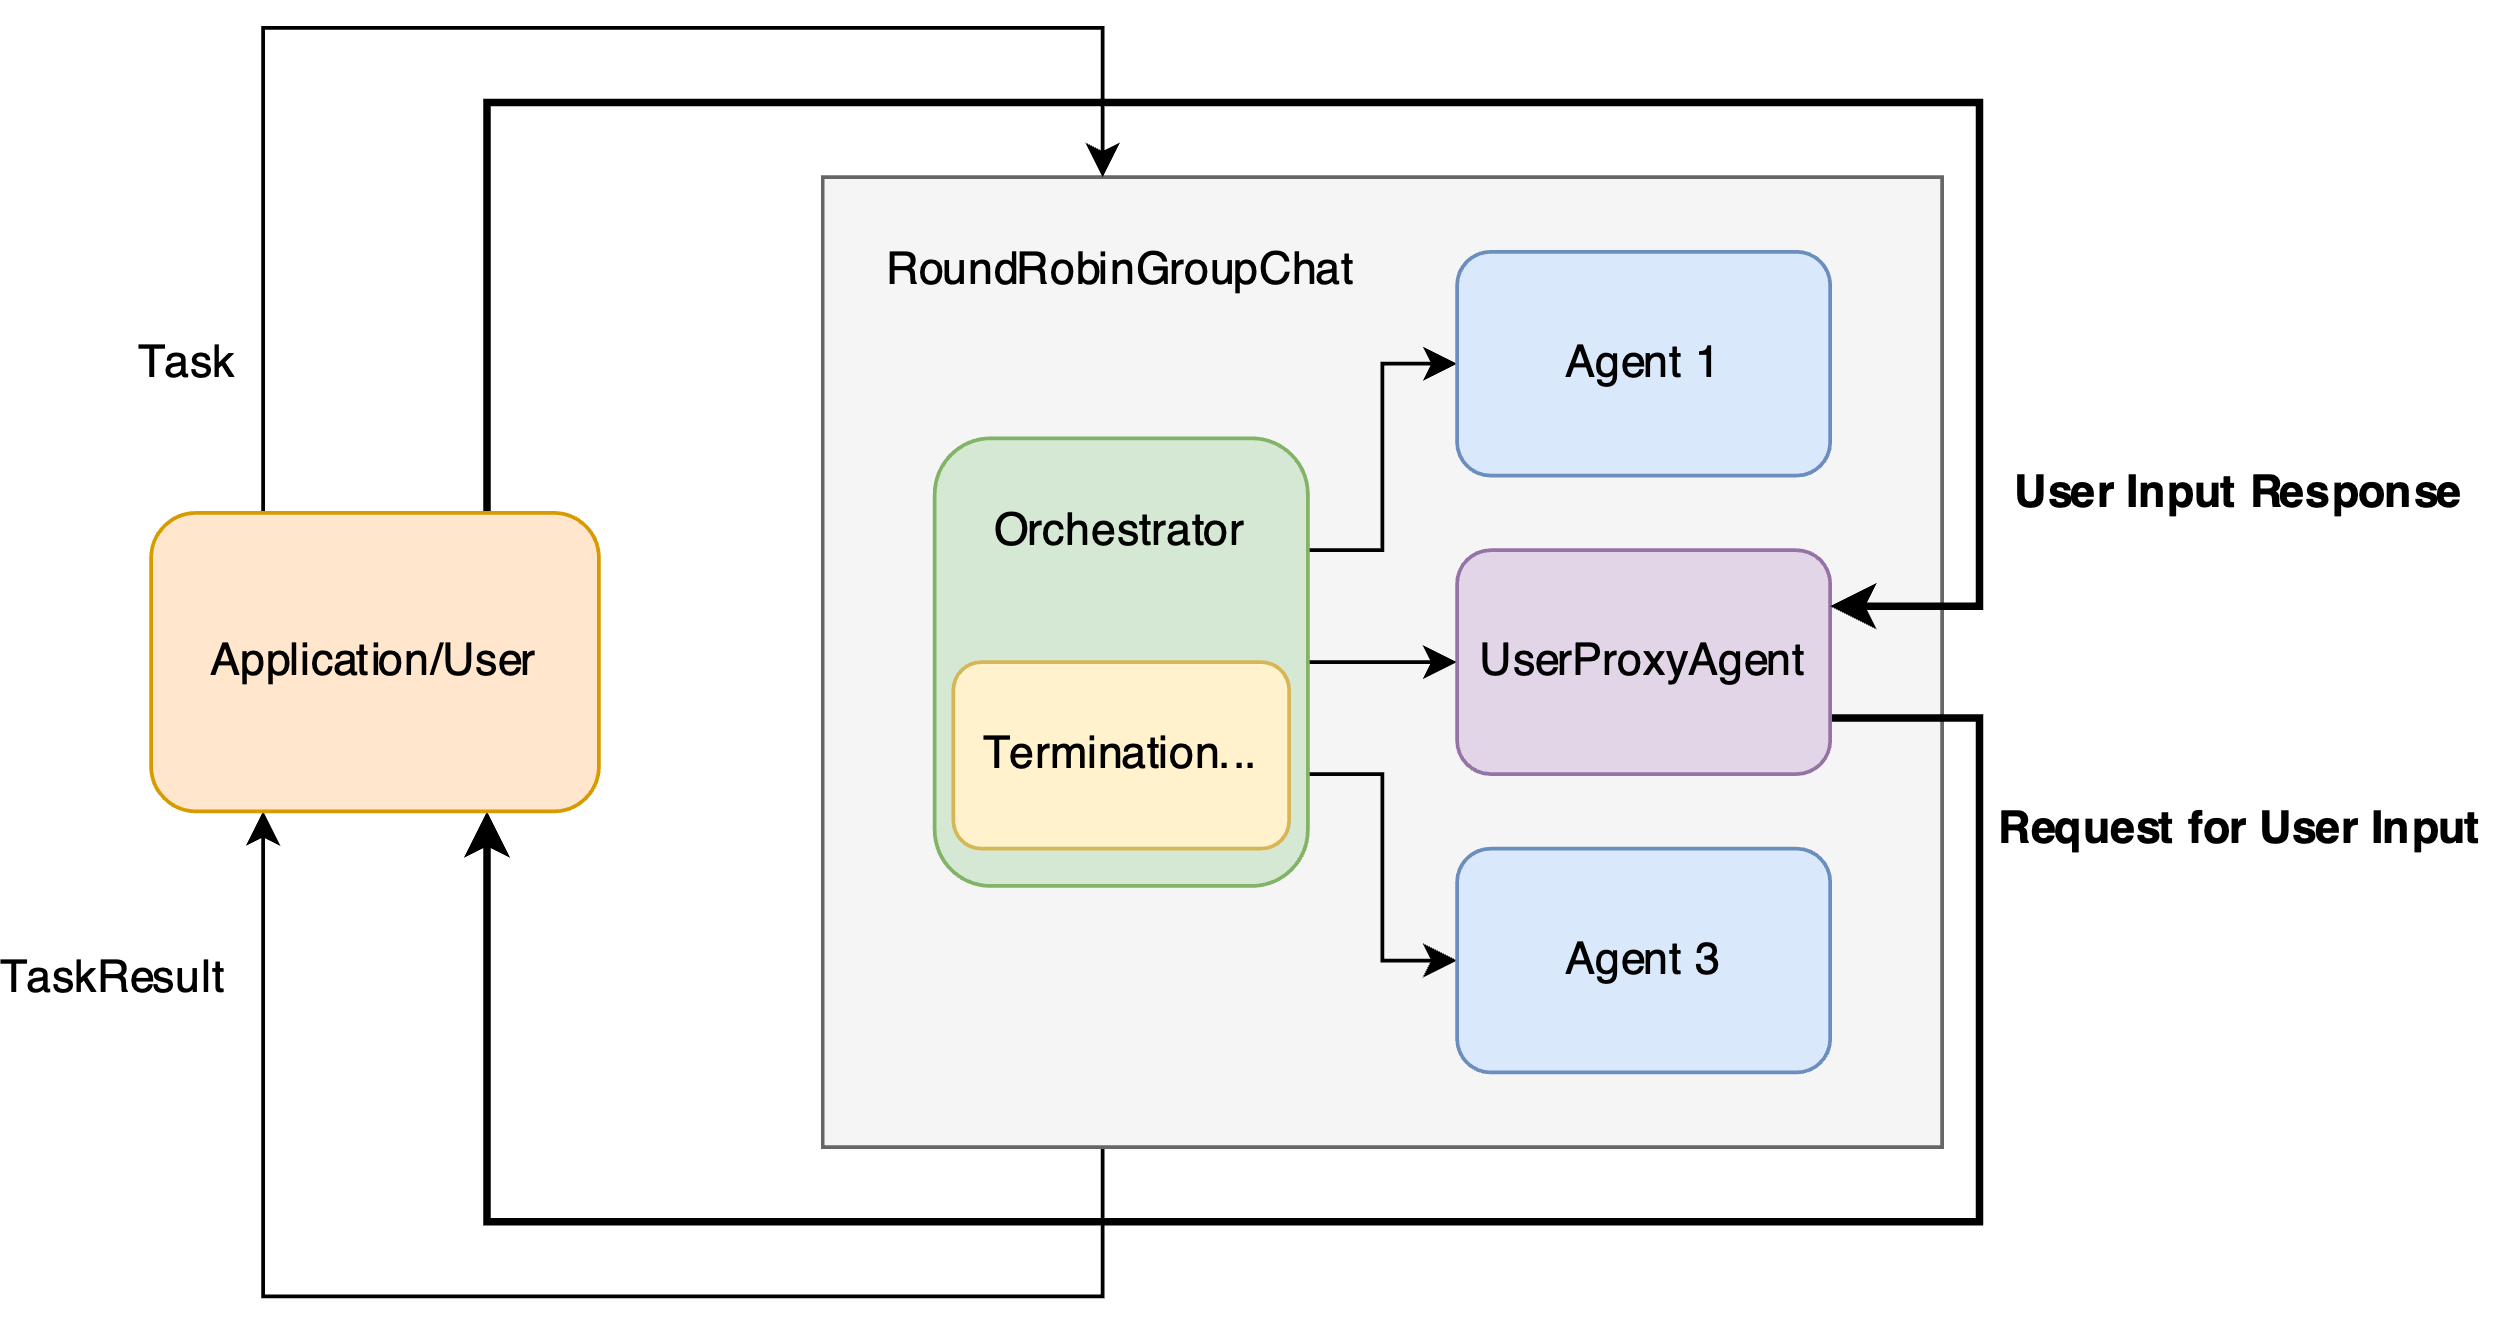 RoundRobinGroupChat
Task
Agent 1
User Input Response
Orchestrator
Application/User
UserProxyAgent
Termination...
Request for User Input
TaskResult
Agent 3